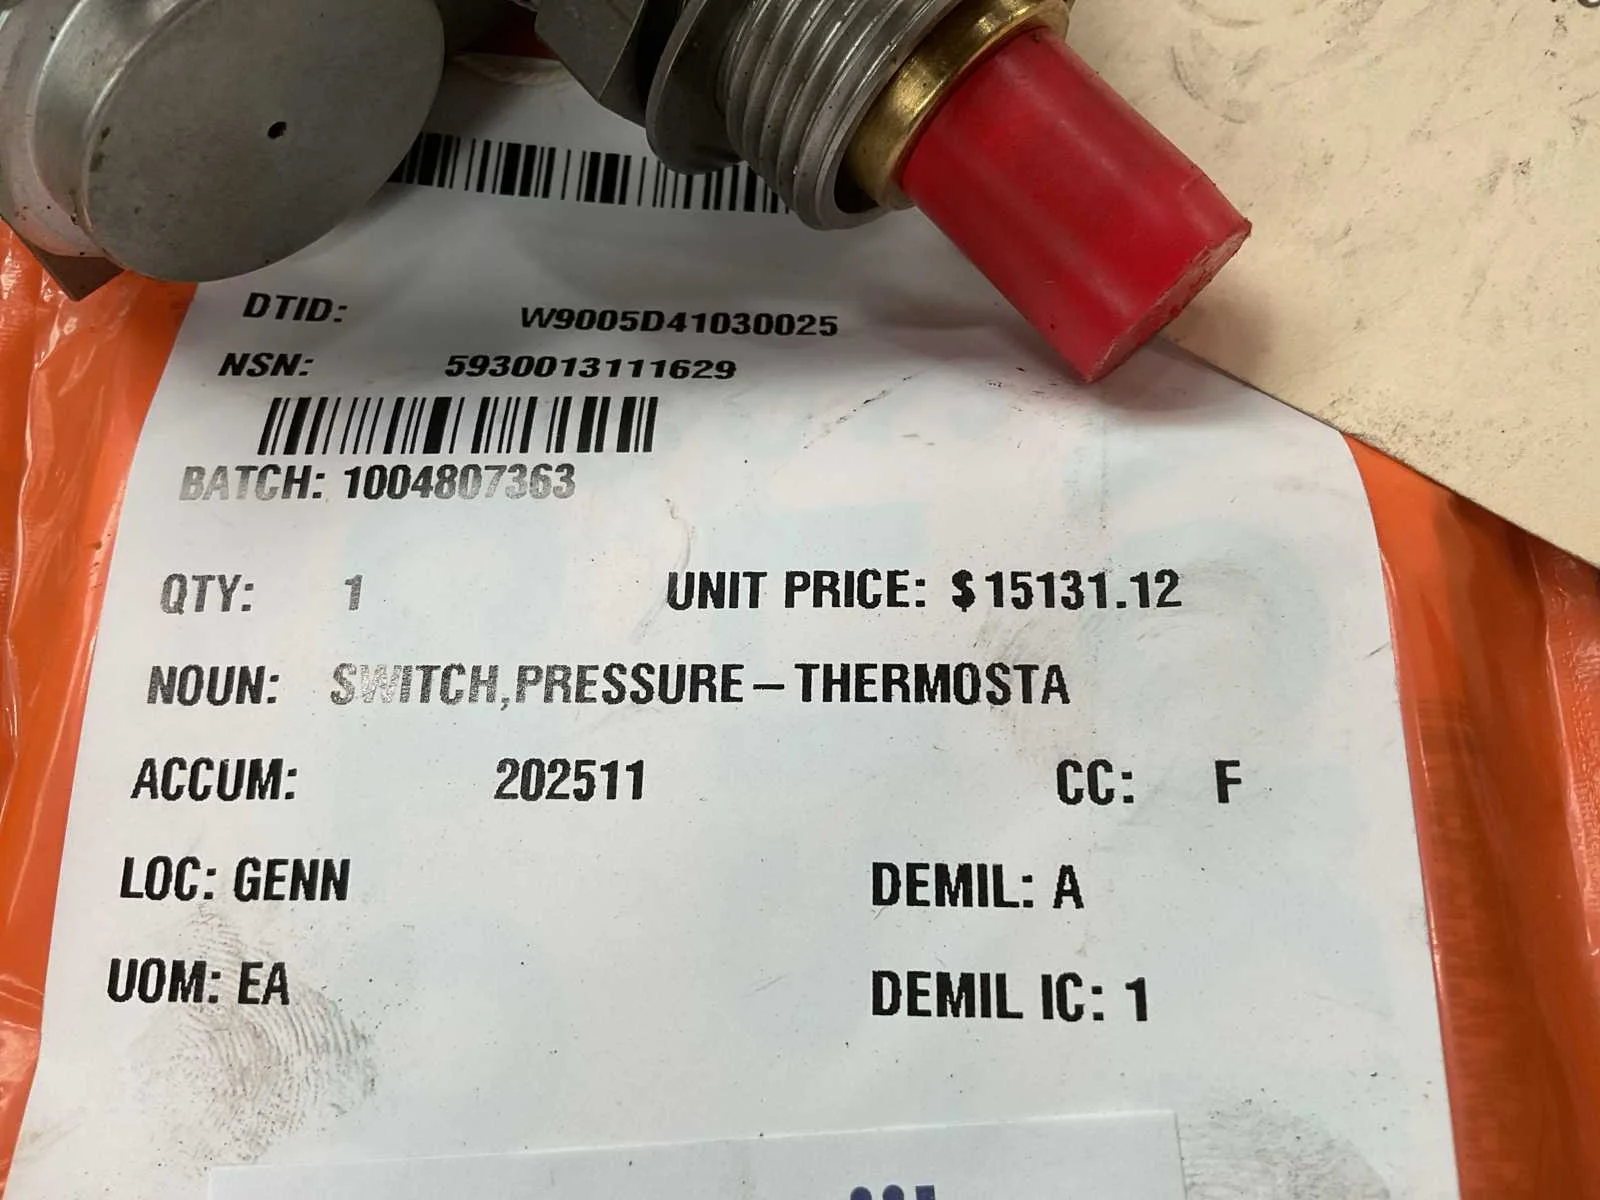 DTID: W9005D41030025
NSN: 5930013111629
BATCH: 1004807363
QTY: 1 UNIT PRICE: $15131.12
NOUN: SWITCH,PRESSURE-THERMOSTA
ACCUM: 202511 CC: F
LOC: GENN DEMIL: A
UOM: EA DEMIL IC: 1